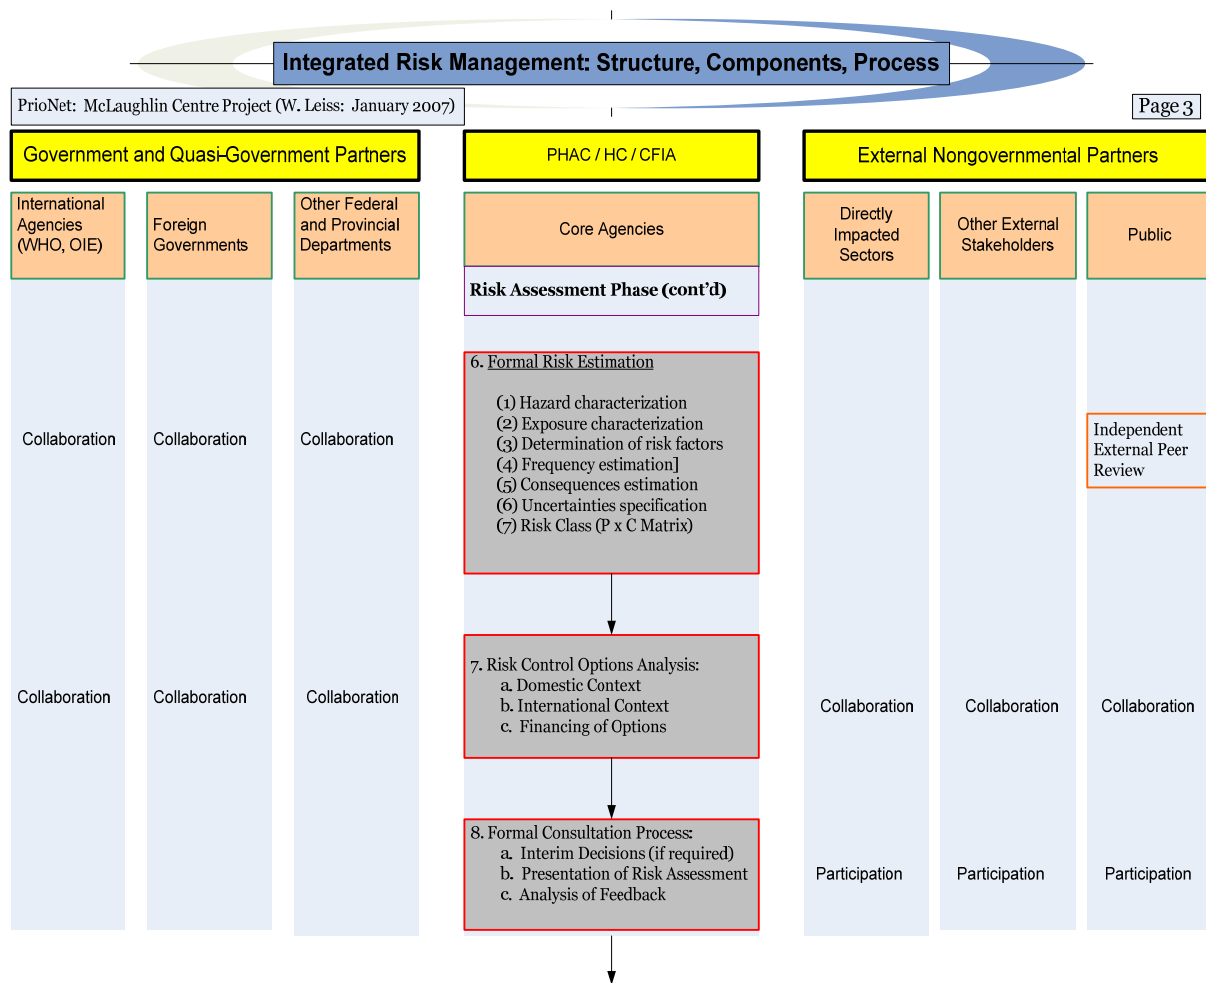 Integrated Risk Management: Structure, Components, Process
PrioNet: McLaughlin Centre Project (W. Leiss: January 2007)
Page 3
Government and Quasi-Government Partners
PHAC / HC / CFIA
External Nongovernmental Partners
International
Agencies
(WHO, OIE)
Foreign
Governments
Other Federal
and Provincial
Departments
Core Agencies
Directly
Impacted
Sectors
Other External
Stakeholders
Public
Risk Assessment Phase (cont’d)
6. Formal Risk Estimation
(1) Hazard characterization
(2) Exposure characterization
(3) Determination of risk factors
(4) Frequency estimation]
(5) Consequences estimation
(6) Uncertainties specification
(7) Risk Class (P x C Matrix)
Collaboration
Collaboration
Collaboration
Independent
External Peer
Review
7. Risk Control Options Analysis:
a. Domestic Context
b. International Context
c. Financing of Options
Collaboration
Collaboration
Collaboration
Collaboration
Collaboration
Collaboration
8. Formal Consultation Process:
a. Interim Decisions (if required)
b. Presentation of Risk Assessment
c. Analysis of Feedback
Participation
Participation
Participation